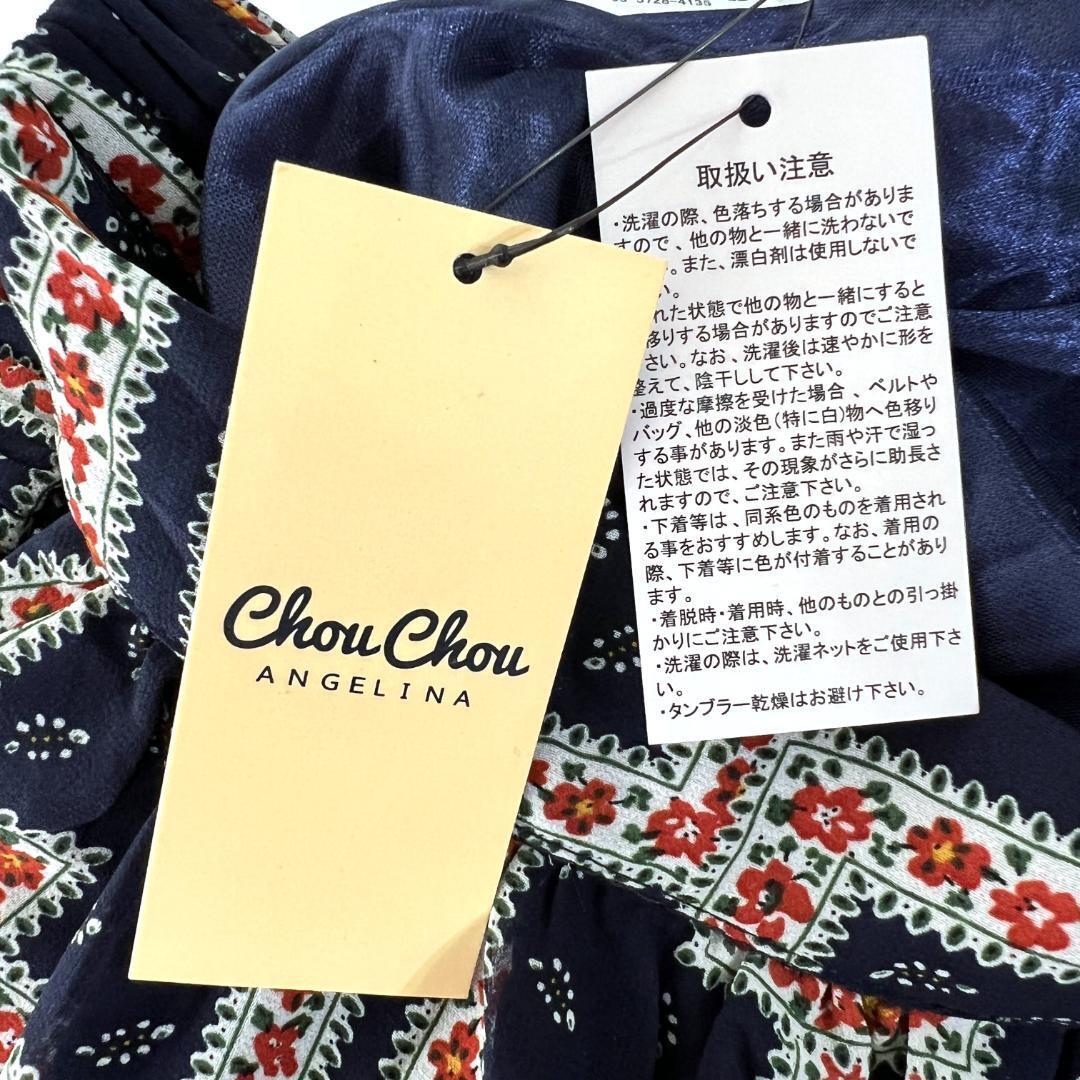 取扱い注意
・洗濯の際、色落ちする場合がありま
すので、他の物と一緒に洗わないで
。また、漂白剤は使用しないで
い。
れた状態で他の物と一緒にすると
移りする場合がありますのでご注意
さい。なお、洗濯後は速やかに形を
整えて、陰干しして下さい。
・過度な摩擦を受けた場合、ベルトや
バッグ、他の淡色(特に白)物へ色移り
する事があります。また雨や汗で湿っ
た状態では、その現象がさらに助長さ
れますので、ご注意下さい。
・下着等は、同系色のものを着用され
る事をおすすめします。なお、着用の
際、下着等に色が付着することがあり
ます。
・着脱時・着用時、他のものとの引っ掛
かりにご注意下さい。
・洗濯の際は、洗濯ネットをご使用下さ
い。
・タンブラー乾燥はお避け下さい。
Chou Chou
ANGELINA